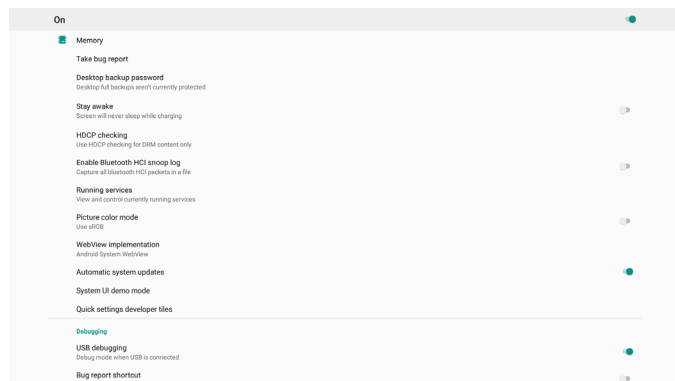 On
Memory
Take bug report
Desktop backup password
Desktop full backups aren't currently protected
Stay awake
Screen will never sleep while charging
HDCP checking
Use HDCP checking for DRM content only
Enable Bluetooth HCI snoop log
Capture all bluetooth HCI packets in a file
Running services
View and control currently running services
Picture color mode
Use sRGB
WebView implementation
Android System WebView
Automatic system updates
System UI demo mode
Quick settings developer tiles
Debugging
USB debugging
Debug mode when USB is connected
Bug report shortcut